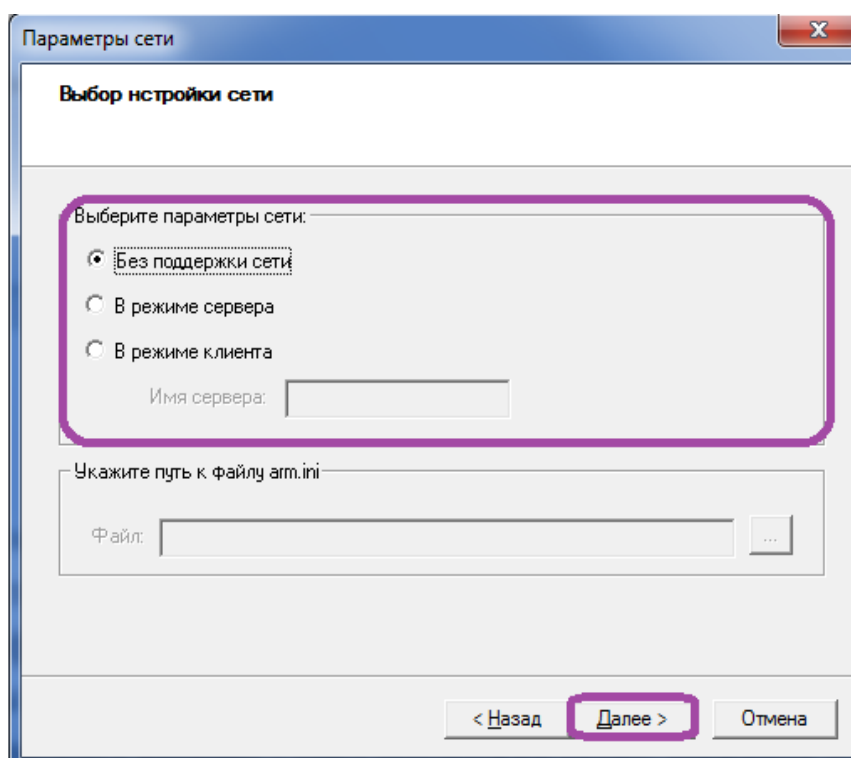 Параметры сети
Выбор нстройки сети
Выберите параметры сети:
Без поддержки сети
В режиме сервера
В режиме клиента
Имя сервера:
Укажите путь к файлу arm.ini
Файл: ...
< Назад Далее > Отмена